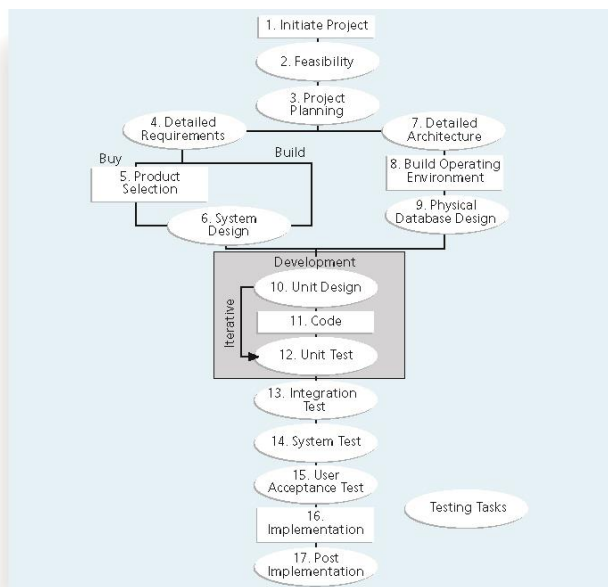 1. Initiate Project
2. Feasibility
3. Project
Planning
4. Detailed
Requirements
7. Detailed
Architecture
Buy
Build
5. Product
Selection
8. Build Operating
Environment
6. System
Design
9. Physical
Database Design
Development
10. Unit Design
Iterative
11. Code
12. Unit Test
13. Integration
Test
14. System Test
15. User
Acceptance Test
16.
Implementation
Testing Tasks
17. Post
Implementation